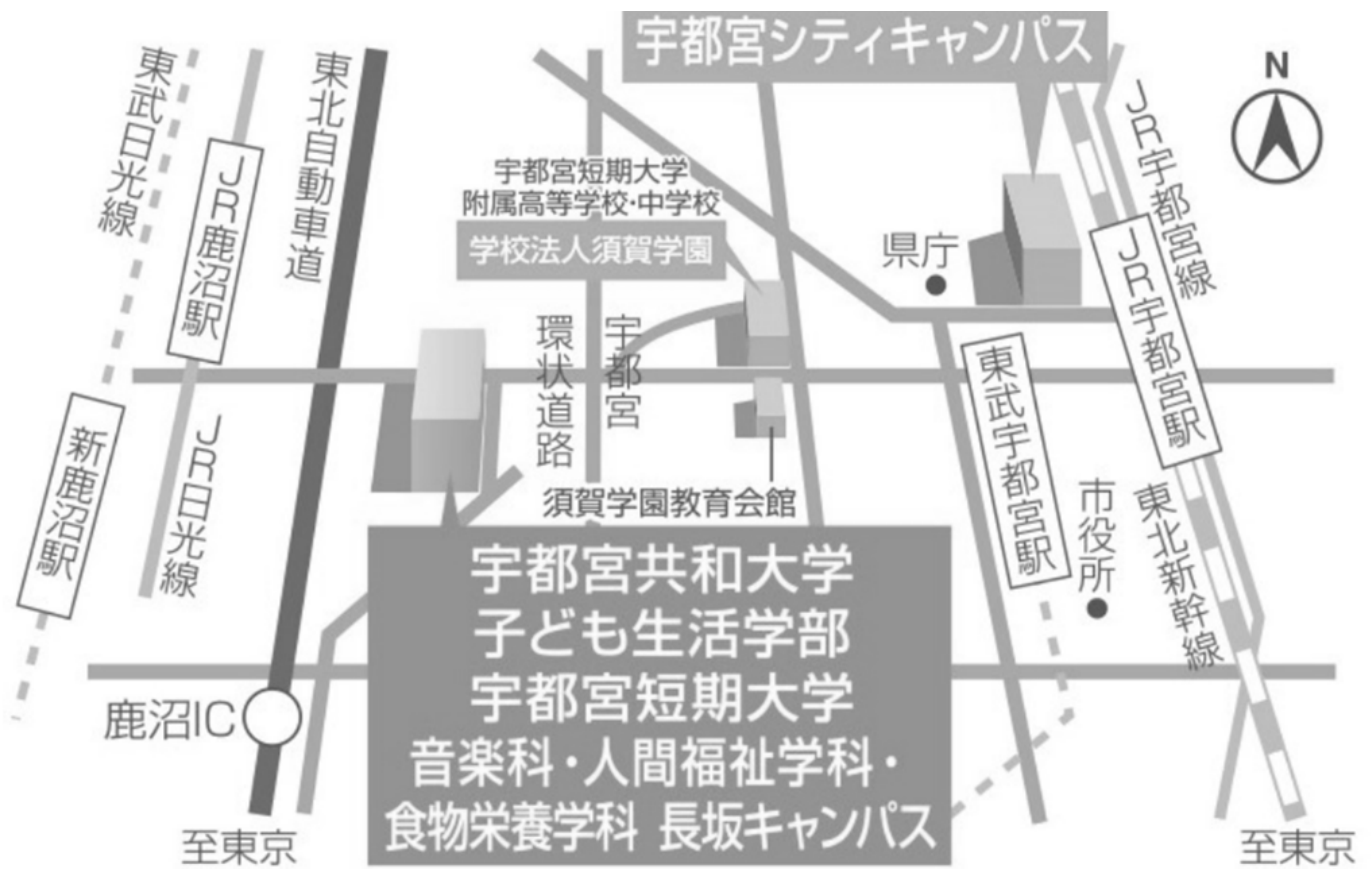 宇都宮シティキャンパス
N
東武日光線
JR鹿沼駅
東北自動車道
宇都宮短期大学
附属高等学校・中学校
学校法人須賀学園
県庁
JR宇都宮線
JR宇都宮駅
宇都宮
環状道路
東武宇都宮駅
新鹿沼駅
JR日光線
須賀学園教育会館
市役所
東北新幹線
宇都宮共和大学
子ども生活学部
宇都宮短期大学
音楽科・人間福祉学科・
食物栄養学科 長坂キャンパス
鹿沼IC
至東京
至東京